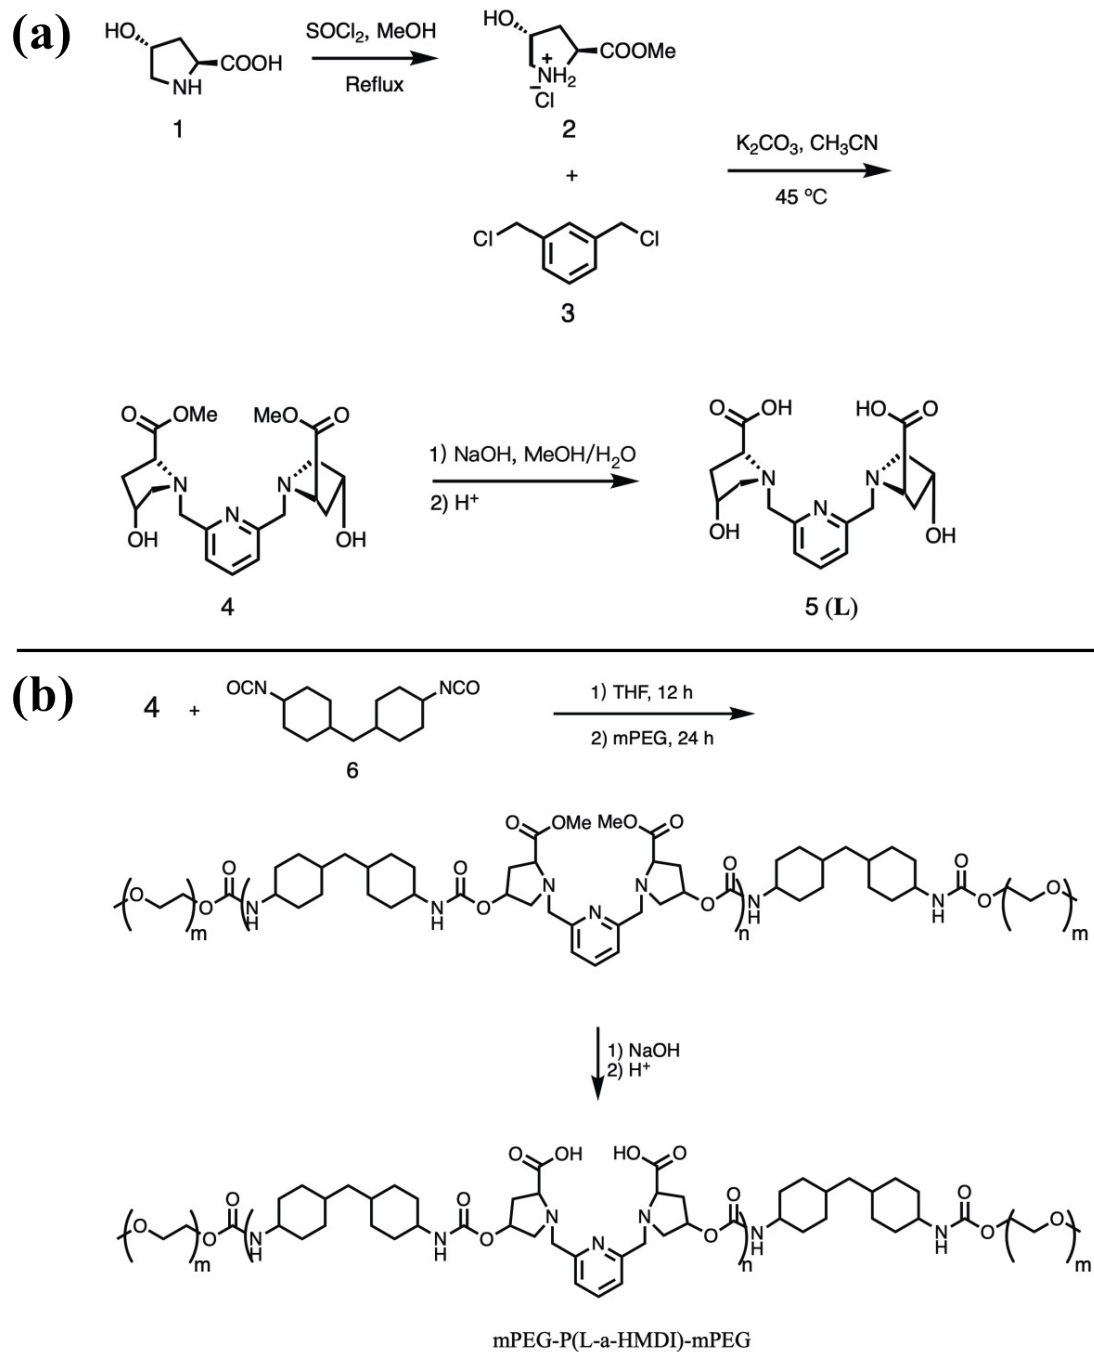 (a)
HO
COOH
NH
1
SOCl2, MeOH
Reflux
HO
COOMe
+
NH2
−
Cl
2
+
Cl
Cl
3
K2CO3, CH3CN
45 ºC
O
OMe
MeO
O
N
N
N
OH
OH
4
1) NaOH, MeOH/H2O
2) H+
O
OH
HO
O
N
N
N
OH
OH
5 (L)
(b)
4
+
OCN
NCO
6
1) THF, 12 h
2) mPEG, 24 h
O
OMe
MeO
O
O
O
O
O
O
N
H
N
H
O
N
N
N
O
N
H
N
H
O
O
m
n
m
1) NaOH
2) H+
O
OH
HO
O
O
O
O
O
O
N
H
N
H
O
N
N
N
O
N
H
N
H
O
O
m
n
m
mPEG-P(L-a-HMDI)-mPEG